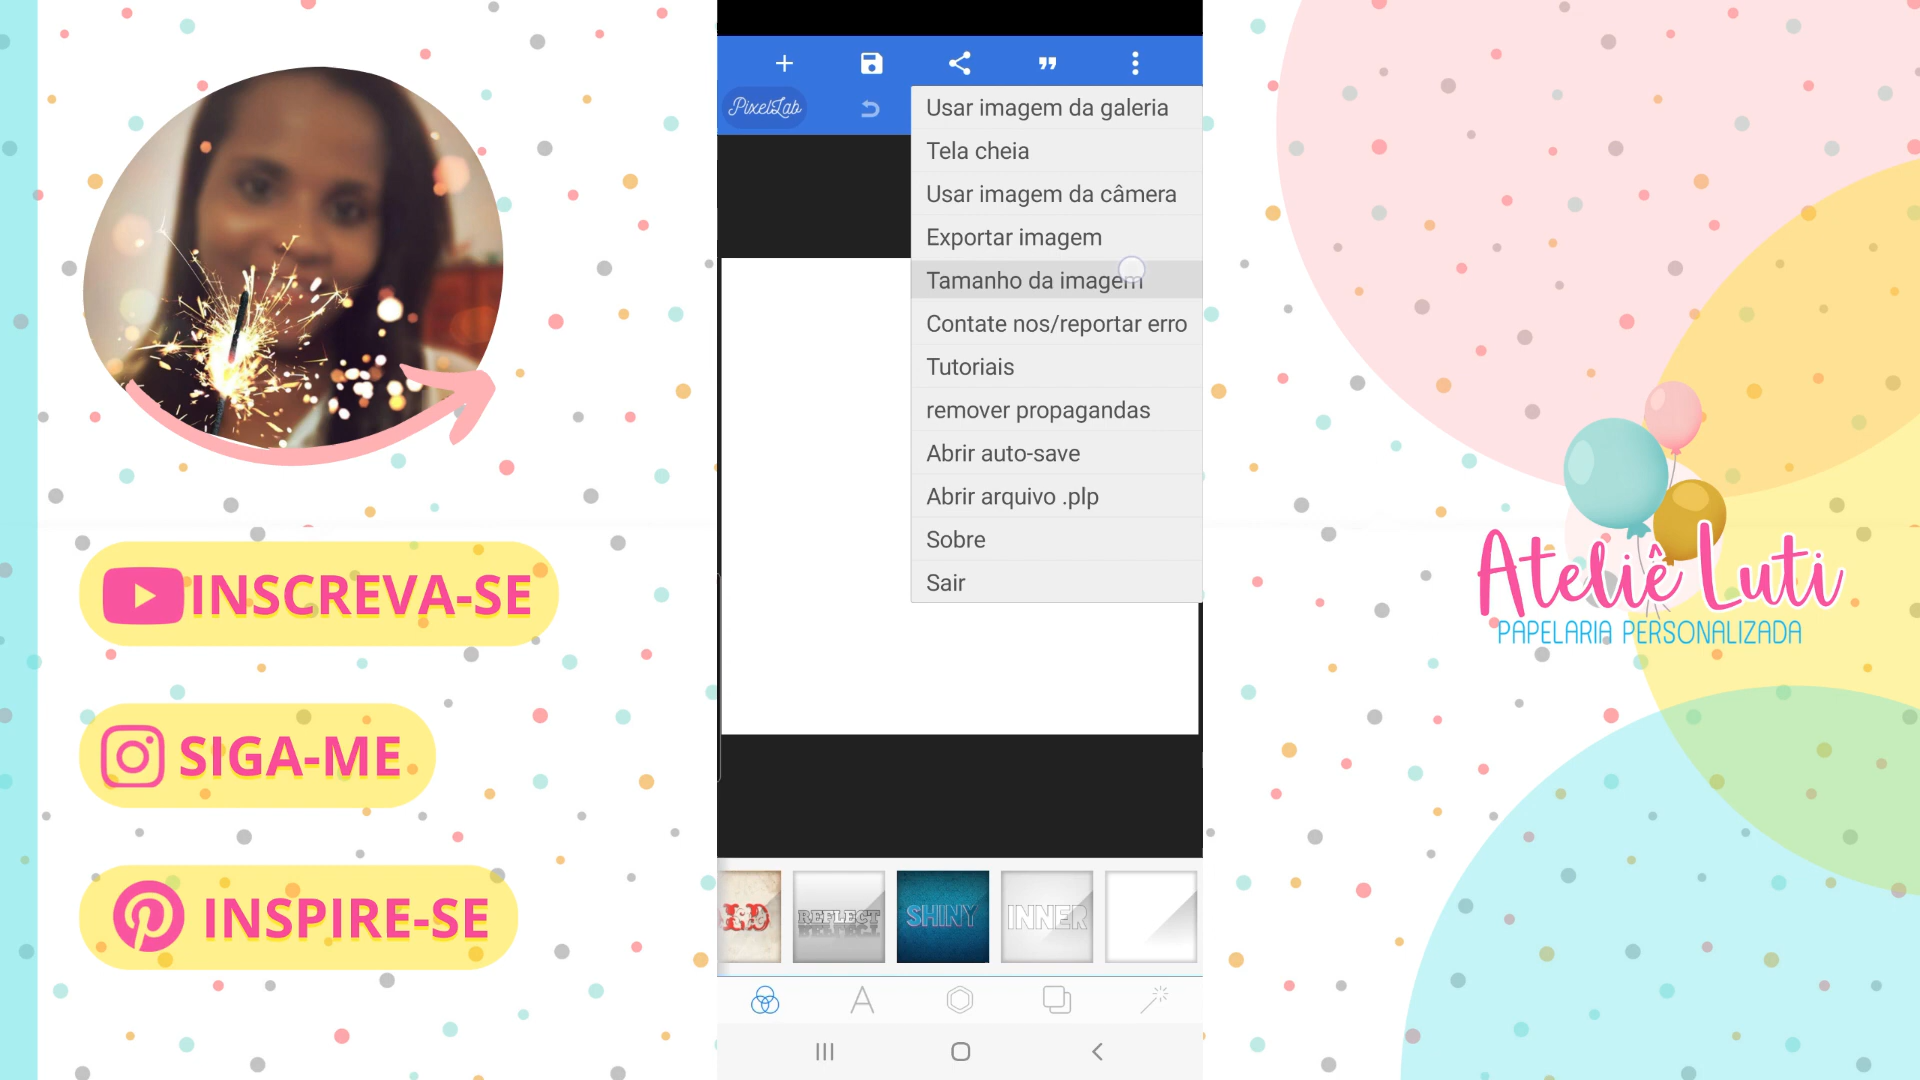 INSCREVA-SE
SIGA-ME
INSPIRE-SE
PixelLab
Usar imagem da galeria
Tela cheia
Usar imagem da câmera
Exportar imagem
Tamanho da imagem
Contate nos/reportar erro
Tutoriais
remover propagandas
Abrir auto-save
Abrir arquivo .plp
Sobre
Sair
REFLECT
SHINY
INNER
Ateliê Luti
PAPELARIA PERSONALIZADA